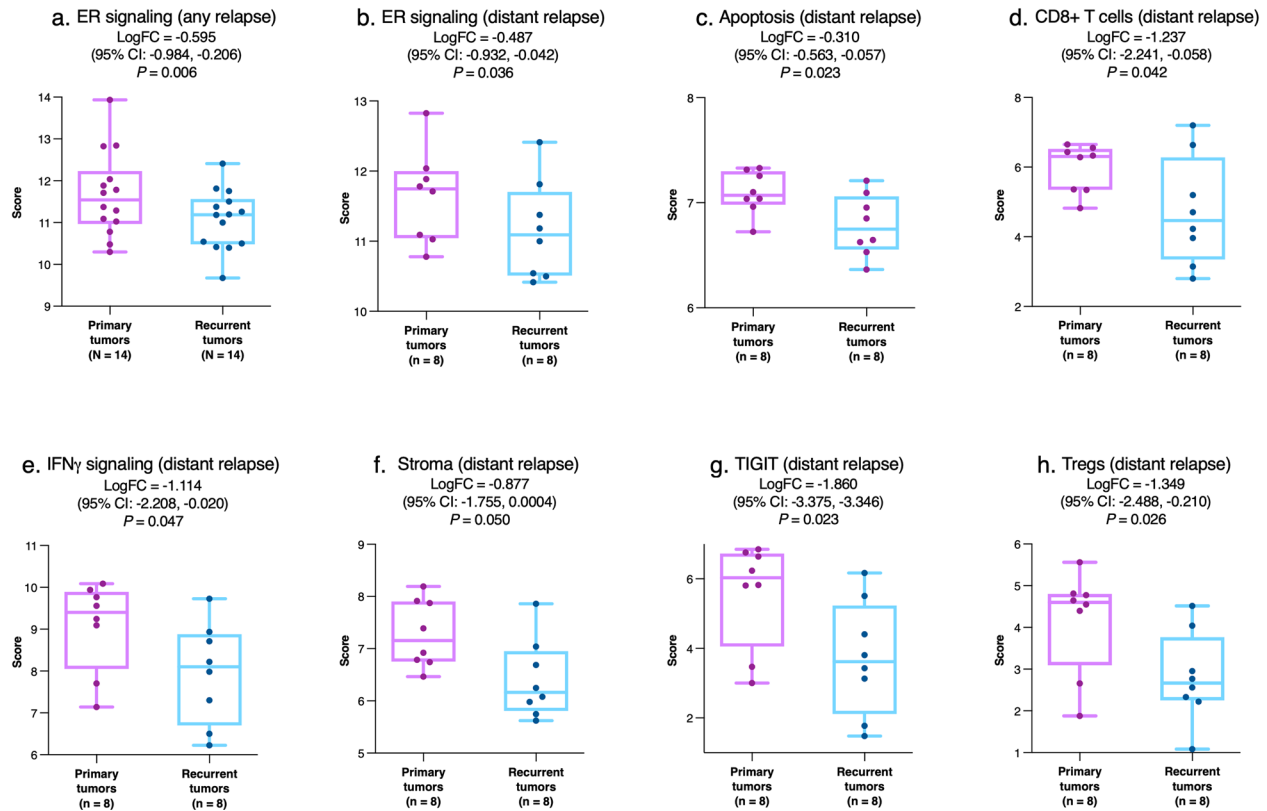 a. ER signaling (any relapse)
LogFC = -0.595
(95% CI: -0.984, -0.206)
P = 0.006
14
13
12
11
10
9
Score
Primary
tumors
(N = 14)
Recurrent
tumors
(N = 14)
b. ER signaling (distant relapse)
LogFC = -0.487
(95% CI: -0.932, -0.042)
P = 0.036
13
12
11
10
Score
Primary
tumors
(n = 8)
Recurrent
tumors
(n = 8)
c. Apoptosis (distant relapse)
LogFC = -0.310
(95% CI: -0.563, -0.057)
P = 0.023
8
7
6
Score
Primary
tumors
(n = 8)
Recurrent
tumors
(n = 8)
d. CD8+ T cells (distant relapse)
LogFC = -1.237
(95% CI: -2.241, -0.058)
P = 0.042
8
6
4
2
Score
Primary
tumors
(n = 8)
Recurrent
tumors
(n = 8)
e. IFNγ signaling (distant relapse)
LogFC = -1.114
(95% CI: -2.208, -0.020)
P = 0.047
11
10
9
8
7
6
Score
Primary
tumors
(n = 8)
Recurrent
tumors
(n = 8)
f. Stroma (distant relapse)
LogFC = -0.877
(95% CI: -1.755, 0.0004)
P = 0.050
9
8
7
6
5
Score
Primary
tumors
(n = 8)
Recurrent
tumors
(n = 8)
g. TIGIT (distant relapse)
LogFC = -1.860
(95% CI: -3.375, -3.346)
P = 0.023
6
4
2
Score
Primary
tumors
(n = 8)
Recurrent
tumors
(n = 8)
h. Tregs (distant relapse)
LogFC = -1.349
(95% CI: -2.488, -0.210)
P = 0.026
6
5
4
3
2
1
Score
Primary
tumors
(n = 8)
Recurrent
tumors
(n = 8)